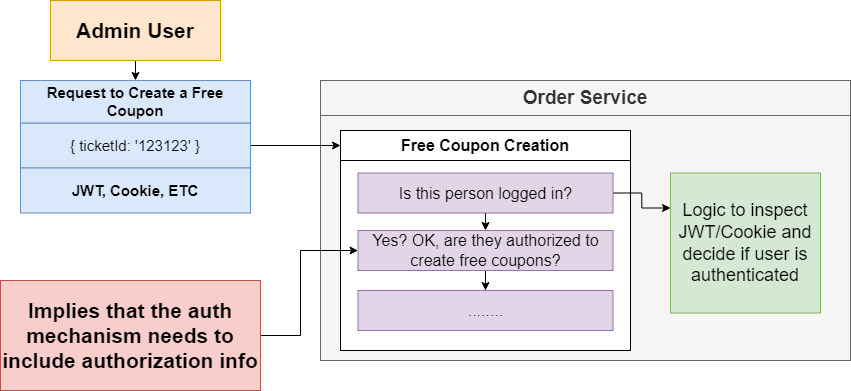 Admin User
Request to Create a Free
Coupon
{ ticketId: '123123' }
JWT, Cookie, ETC
Order Service
Free Coupon Creation
Is this person logged in?
Yes? OK, are they authorized to
create free coupons?
........
Logic to inspect
JWT/Cookie and
decide if user is
authenticated
Implies that the auth
mechanism needs to
include authorization info